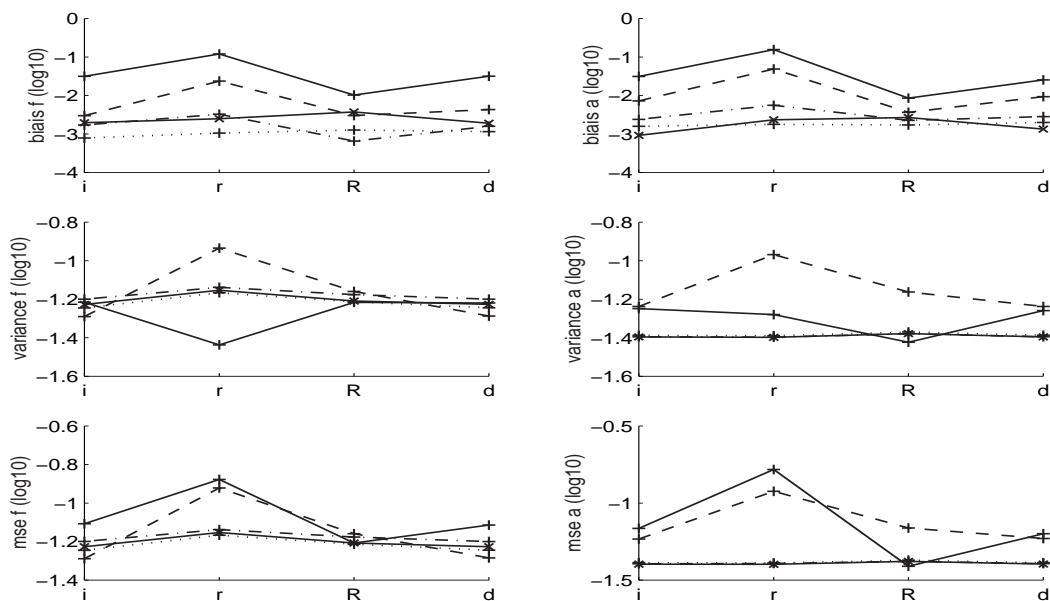 0
−1
−2
−3
−4
biais f (log10)
i r R d
0
−1
−2
−3
−4
biais a (log10)
i r R d
−0.8
−1
−1.2
−1.4
−1.6
variance f (log10)
i r R d
−0.8
−1
−1.2
−1.4
−1.6
variance a (log10)
i r R d
−0.6
−0.8
−1
−1.2
−1.4
mse f (log10)
i r R d
−0.5
−1
−1.5
mse a (log10)
i r R d